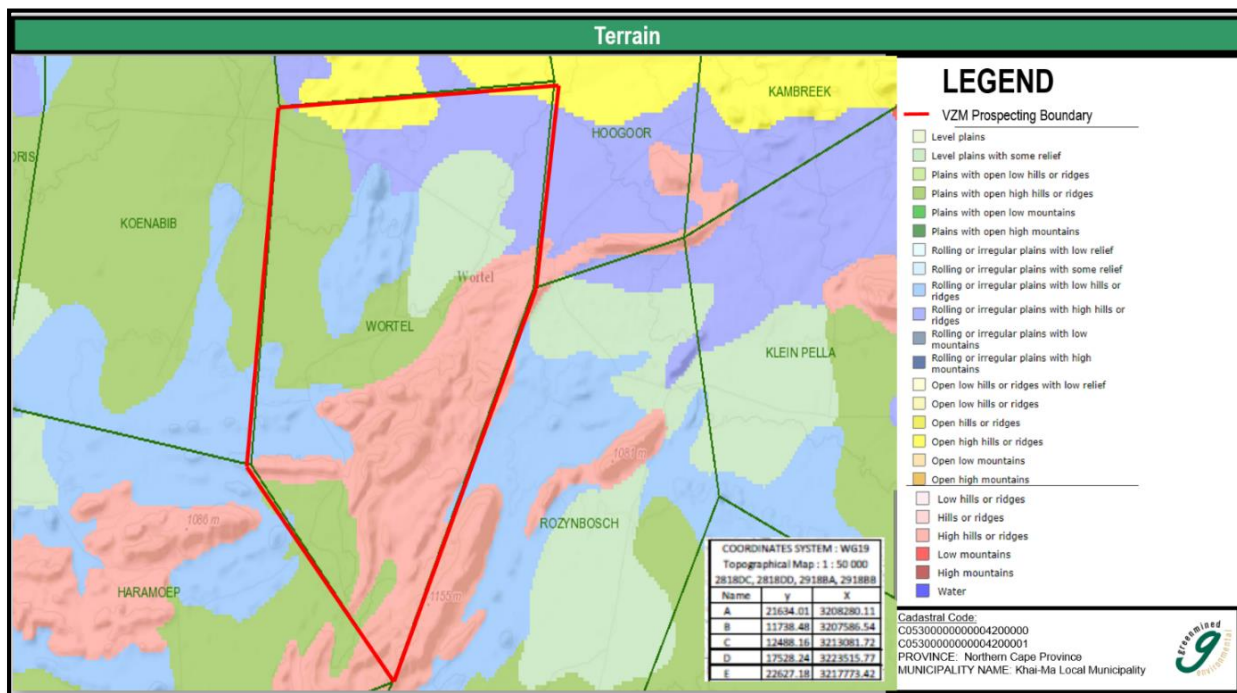 Terrain
KAMBREEK
HOOGOOR
ORIS
KOENABIB
Wortel
WORTEL
KLEIN PELLA
1081 m
1086 m
ROZYNBOSCH
HARAMOEP
1155 m
LEGEND
VZM Prospecting Boundary
Level plains
Level plains with some relief
Plains with open low hills or ridges
Plains with open high hills or ridges
Plains with open low mountains
Plains with open high mountains
Rolling or irregular plains with low relief
Rolling or irregular plains with some relief
Rolling or irregular plains with low hills or
ridges
Rolling or irregular plains with high hills or
ridges
Rolling or irregular plains with low
mountains
Rolling or irregular plains with high
mountains
Open low hills or ridges with low relief
Open low hills or ridges
Open hills or ridges
Open high hills or ridges
Open low mountains
Open high mountains
Low hills or ridges
Hills or ridges
High hills or ridges
Low mountains
High mountains
Water
COORDINATES SYSTEM : WG19
Topographical Map : 1 : 50 000
2818DC, 2818DD, 2918BA, 2918BB
Name y X
A 21634.01 3208280.11
B 11738.48 3207586.54
C 12488.16 3213081.72
D 17528.24 3223515.77
E 22627.18 3217773.42
Cadastral Code:
C05300000000004200000
C05300000000004200001
PROVINCE: Northern Cape Province
MUNICIPALITY NAME: Khai-Ma Local Municipality
greenmined
environmental